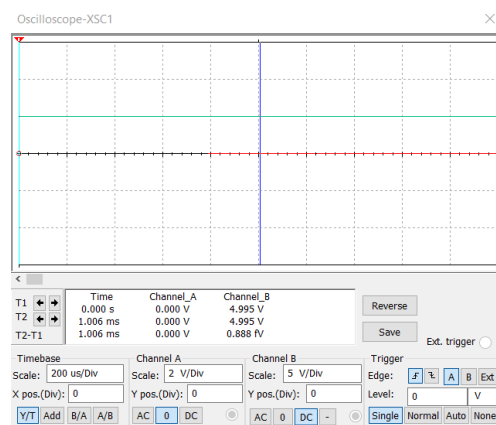 Oscilloscope-XSC1
Time Channel_A Channel_B
T1 0.000 s 0.000 V 4.995 V
T2 1.006 ms 0.000 V 4.995 V
T2-T1 1.006 ms 0.000 V 0.888 fV
Reverse
Save
Ext. trigger
Timebase
Scale: 200 us/Div
X pos.(Div): 0
Y/T Add B/A A/B
Channel A
Scale: 2 V/Div
Y pos.(Div): 0
AC 0 DC
Channel B
Scale: 5 V/Div
Y pos.(Div): 0
AC 0 DC -
Trigger
Edge: A B Ext
Level: 0 V
Single Normal Auto None